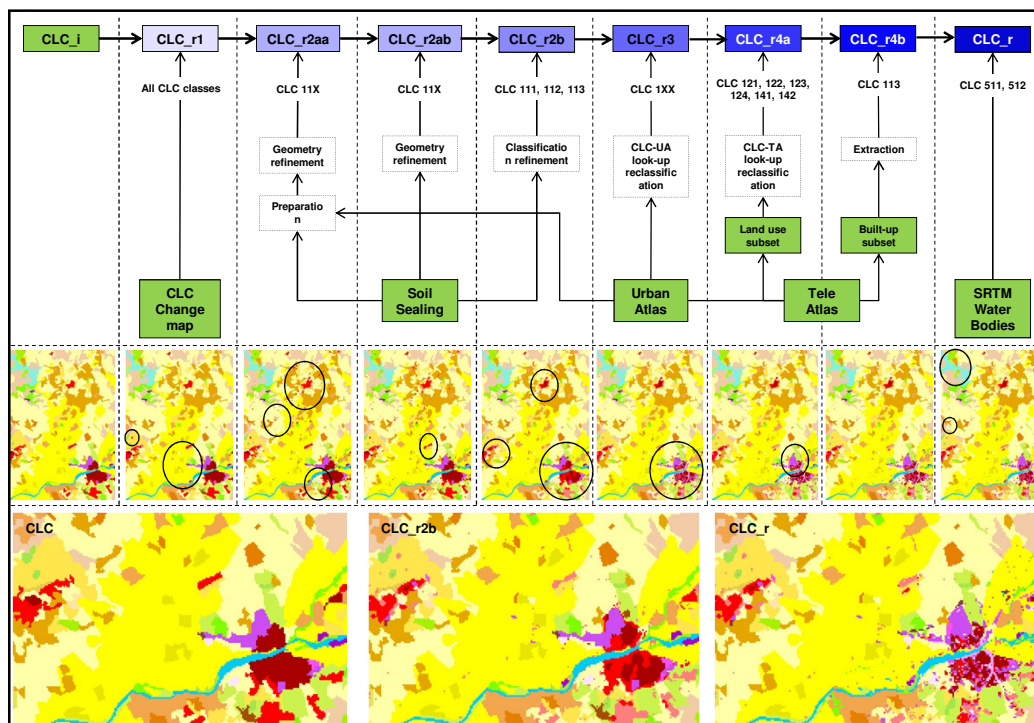 CLC_i
CLC_r1
CLC_r2aa
CLC_r2ab
CLC_r2b
CLC_r3
CLC_r4a
CLC_r4b
CLC_r
All CLC classes
CLC 11X
CLC 11X
CLC 111, 112, 113
CLC 1XX
CLC 121, 122, 123,
124, 141, 142
CLC 113
CLC 511, 512
Geometry
refinement
Geometry
refinement
Classificatio
n refinement
CLC-UA
look-up
reclassific
ation
CLC-TA
look-up
reclassific
ation
Extraction
Preparatio
n
Land use
subset
Built-up
subset
CLC
Change
map
Soil
Sealing
Urban
Atlas
Tele
Atlas
SRTM
Water
Bodies
CLC
CLC_r2b
CLC_r